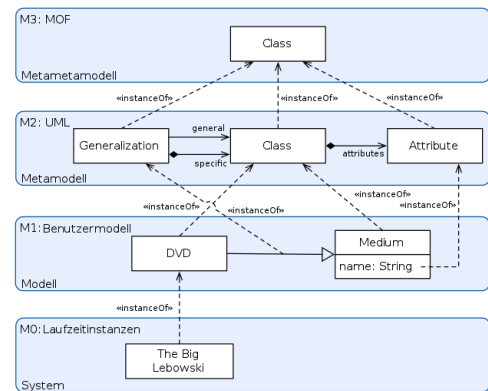 M3: MOF
Class
Metametamodell
«instanceOf»
«instanceOf»
«instanceOf»
M2: UML
Generalization
general
specific
Class
attributes
Attribute
Metamodell
«instanceOf»
«instanceOf»
«instanceOf»
«instanceOf»
M1:Benutzermodell
DVD
Medium
name: String
Modell
«instanceOf»
M0:Laufzeitinstanzen
The Big
Lebowski
System